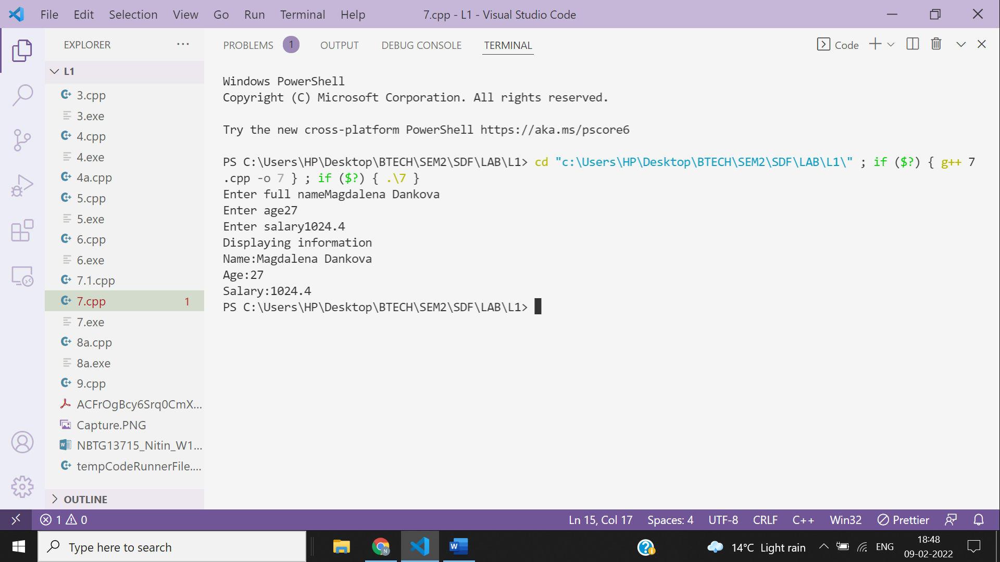 File Edit Selection View Go Run Terminal Help 7.cpp - L1 - Visual Studio Code
EXPLORER
PROBLEMS 1 OUTPUT DEBUG CONSOLE TERMINAL Code
L1
3.cpp
3.exe
4.cpp
4.exe
4a.cpp
5.cpp
5.exe
6.cpp
6.exe
7.1.cpp
7.cpp 1
7.exe
8a.cpp
8a.exe
9.cpp
ACFrOgBcy6Srq0CmX...
Capture.PNG
NBTG13715_Nitin_W1...
tempCodeRunnerFile....
OUTLINE
Windows PowerShell
Copyright (C) Microsoft Corporation. All rights reserved.
Try the new cross-platform PowerShell https://aka.ms/pscore6
PS C:\Users\HP\Desktop\BTECH\SEM2\SDF\LAB\L1> cd "c:\Users\HP\Desktop\BTECH\SEM2\SDF\LAB\L1\" ; if ($?) { g++ 7
.cpp -o 7 } ; if ($?) { .\7 }
Enter full nameMagdalena Dankova
Enter age27
Enter salary1024.4
Displaying information
Name:Magdalena Dankova
Age:27
Salary:1024.4
PS C:\Users\HP\Desktop\BTECH\SEM2\SDF\LAB\L1>
1 0 Ln 15, Col 17 Spaces: 4 UTF-8 CRLF C++ Win32 Prettier
Type here to search
N
W
14°C Light rain
ENG
18:48
09-02-2022